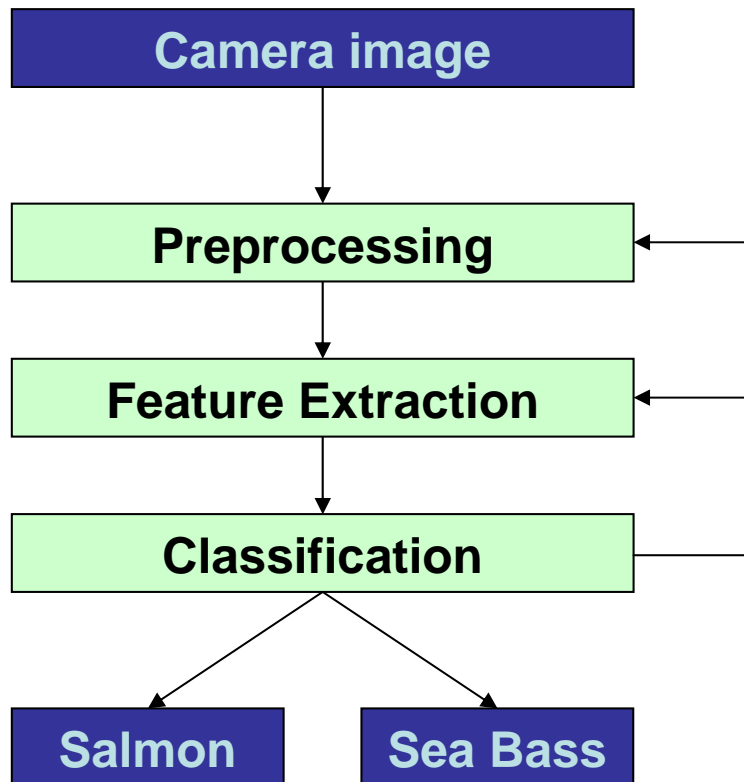 Camera image
Preprocessing
Feature Extraction
Classification
Salmon
Sea Bass